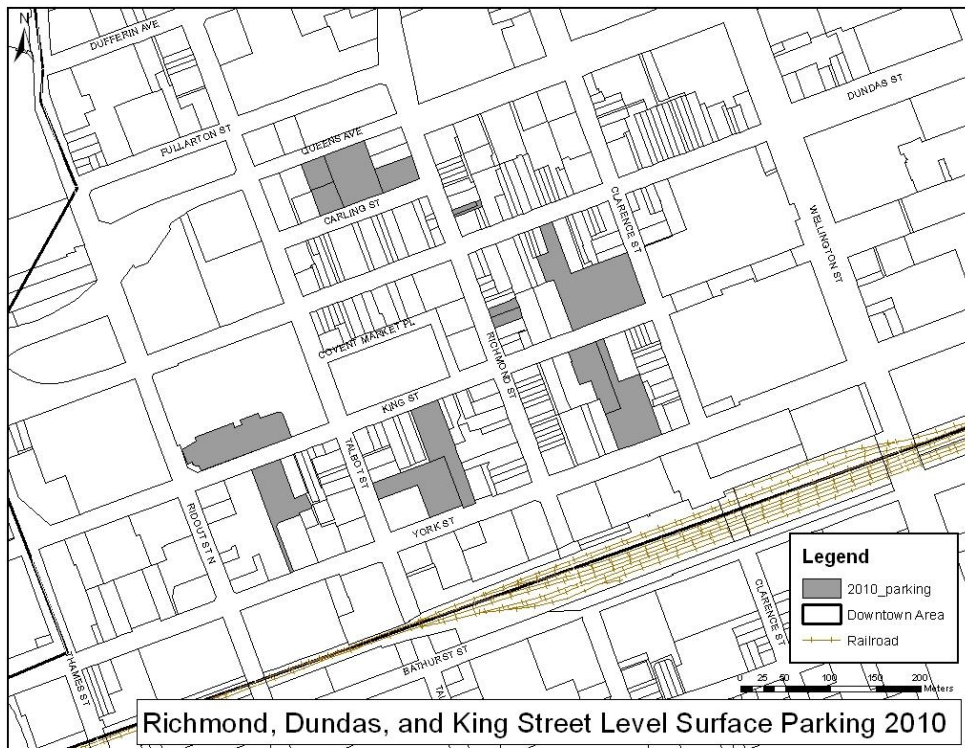 N
DUFFERIN AVE
DUNDAS ST
FULLARTON ST
QUEENS AVE
CARLING ST
CLARENCE ST
WELLINGTON ST
COVENT MARKET PL
RICHMOND ST
KING ST
TALBOT ST
RIDOUT ST N
YORK ST
THAMES ST
BATHURST ST
TAL
CLARENCE ST
Legend
2010_parking
Downtown Area
Railroad
0 25 50 100 150 200
Meters
Richmond, Dundas, and King Street Level Surface Parking 2010